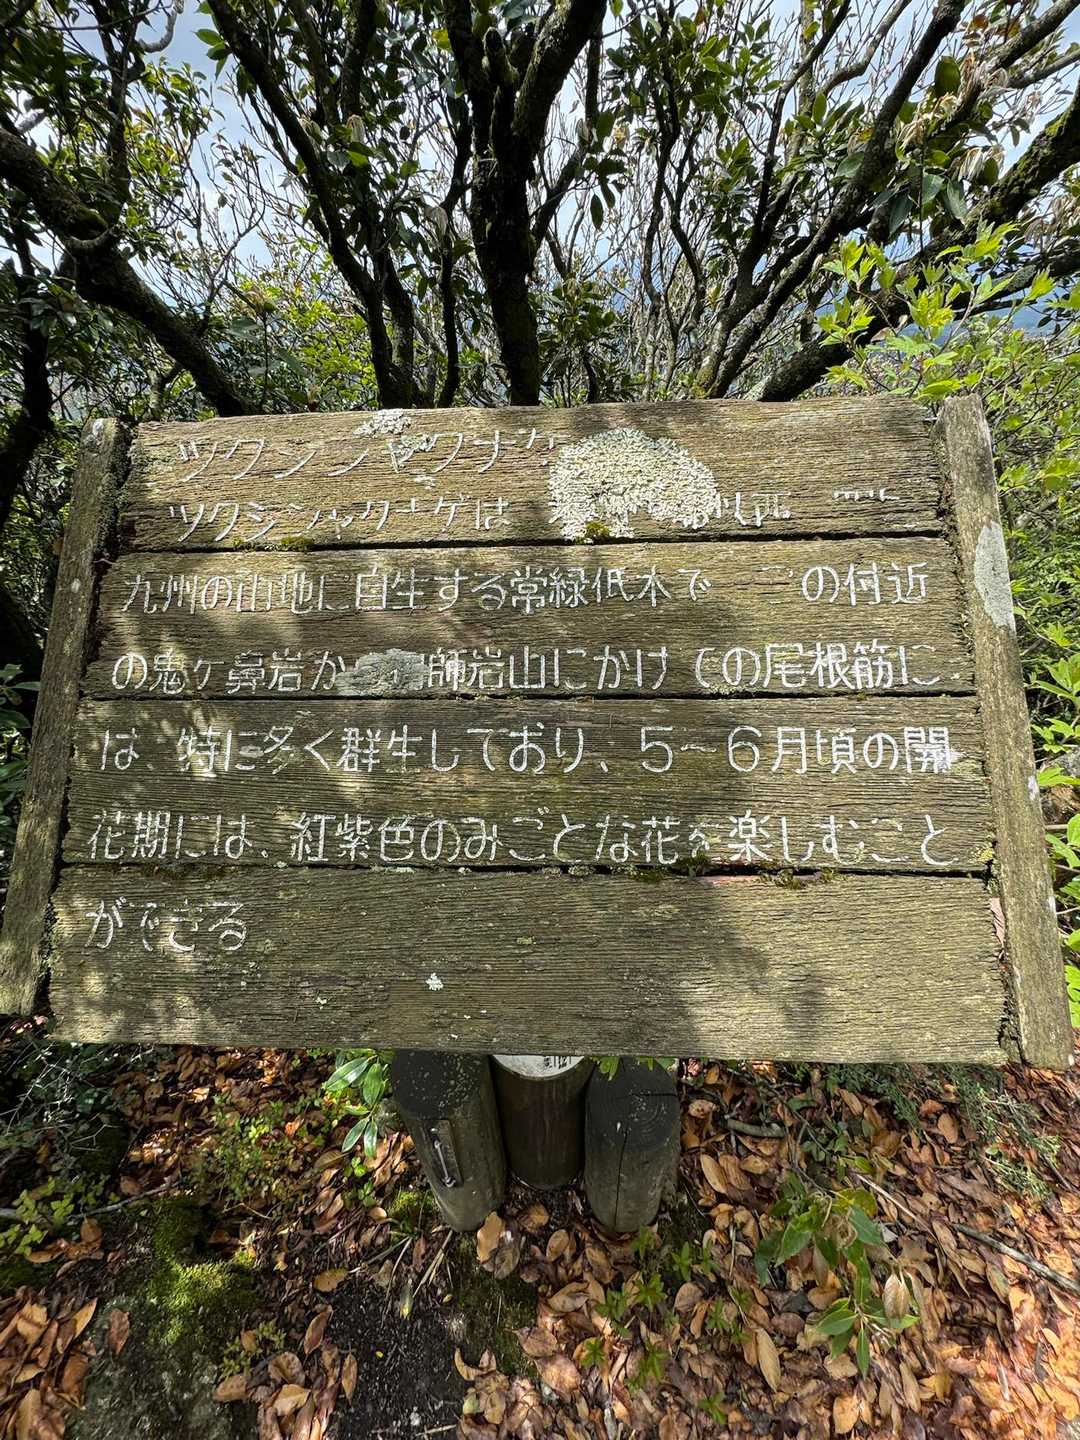 ツクシシャクナゲ
ツクシシャクナゲは
九州の山地に自生する常緑低木で の付近
の鬼ケ鼻岩か 師岩山にかけての尾根筋に
は、特に多く群生しており、5~6月頃の開
花期には、紅紫色のみごとな花を楽しむこと
ができる